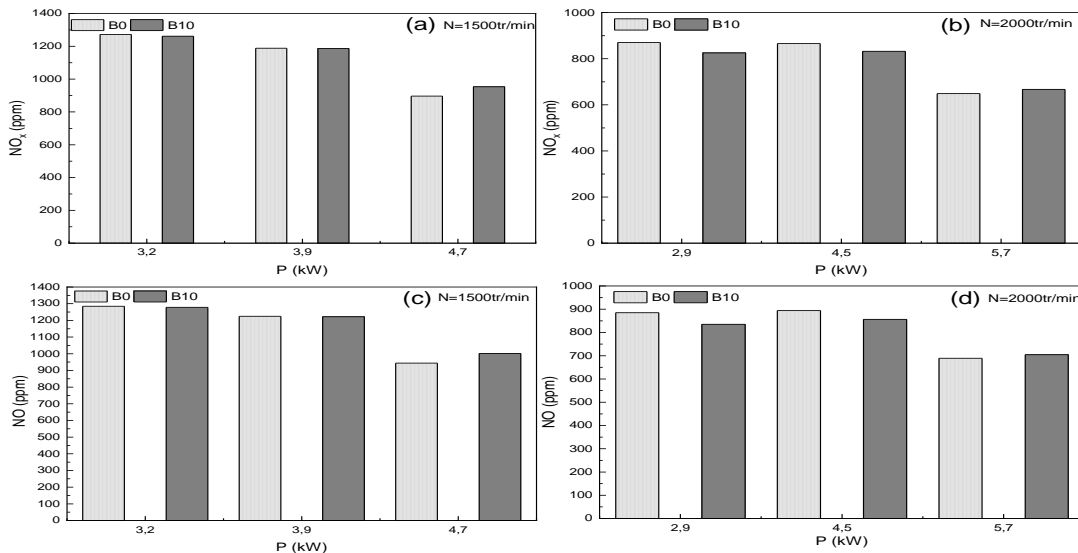 B0 B10 (a) N=1500tr/min
1400
1200
1000
800
600
400
200
0
NOx (ppm)
3,2 3,9 4,7
P (kW)
B0 B10 (b) N=2000tr/min
1000
800
600
400
200
0
NOx (ppm)
2,9 4,5 5,7
P (kW)
B0 B10 (c) N=1500tr/min
1400
1300
1200
1100
1000
900
800
700
600
500
400
300
200
100
0
NO (ppm)
3,2 3,9 4,7
P (kW)
B0 B10 (d) N=2000tr/min
1000
900
800
700
600
500
400
300
200
100
0
NO (ppm)
2,9 4,5 5,7
P (kW)